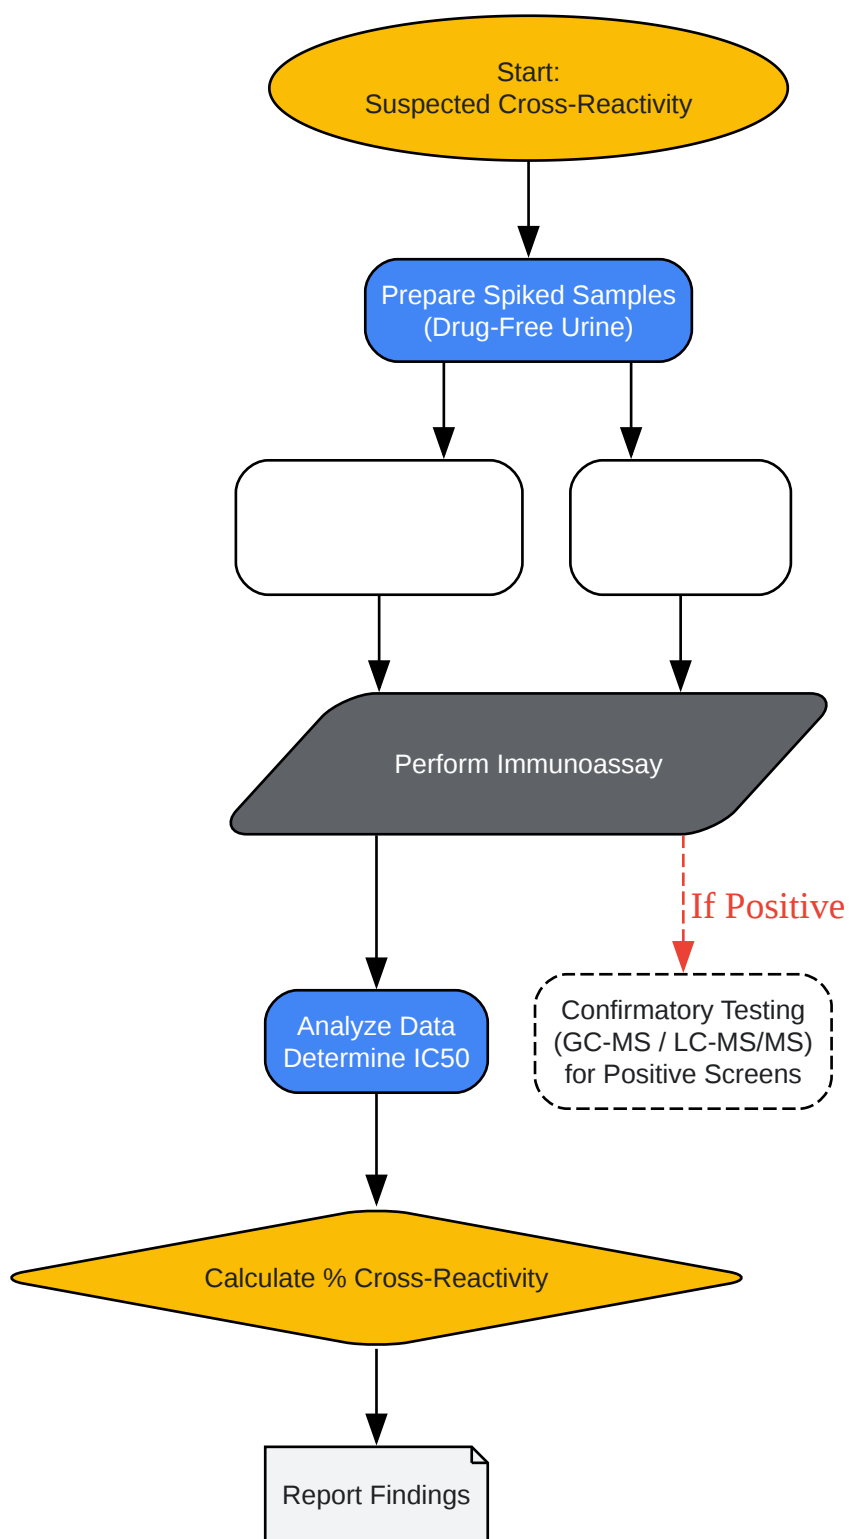 Start:
Suspected Cross-Reactivity
Prepare Spiked Samples
(Drug-Free Urine)
Perform Immunoassay
If Positive
Analyze Data
Determine IC50
Confirmatory Testing
(GC-MS / LC-MS/MS)
for Positive Screens
Calculate % Cross-Reactivity
Report Findings